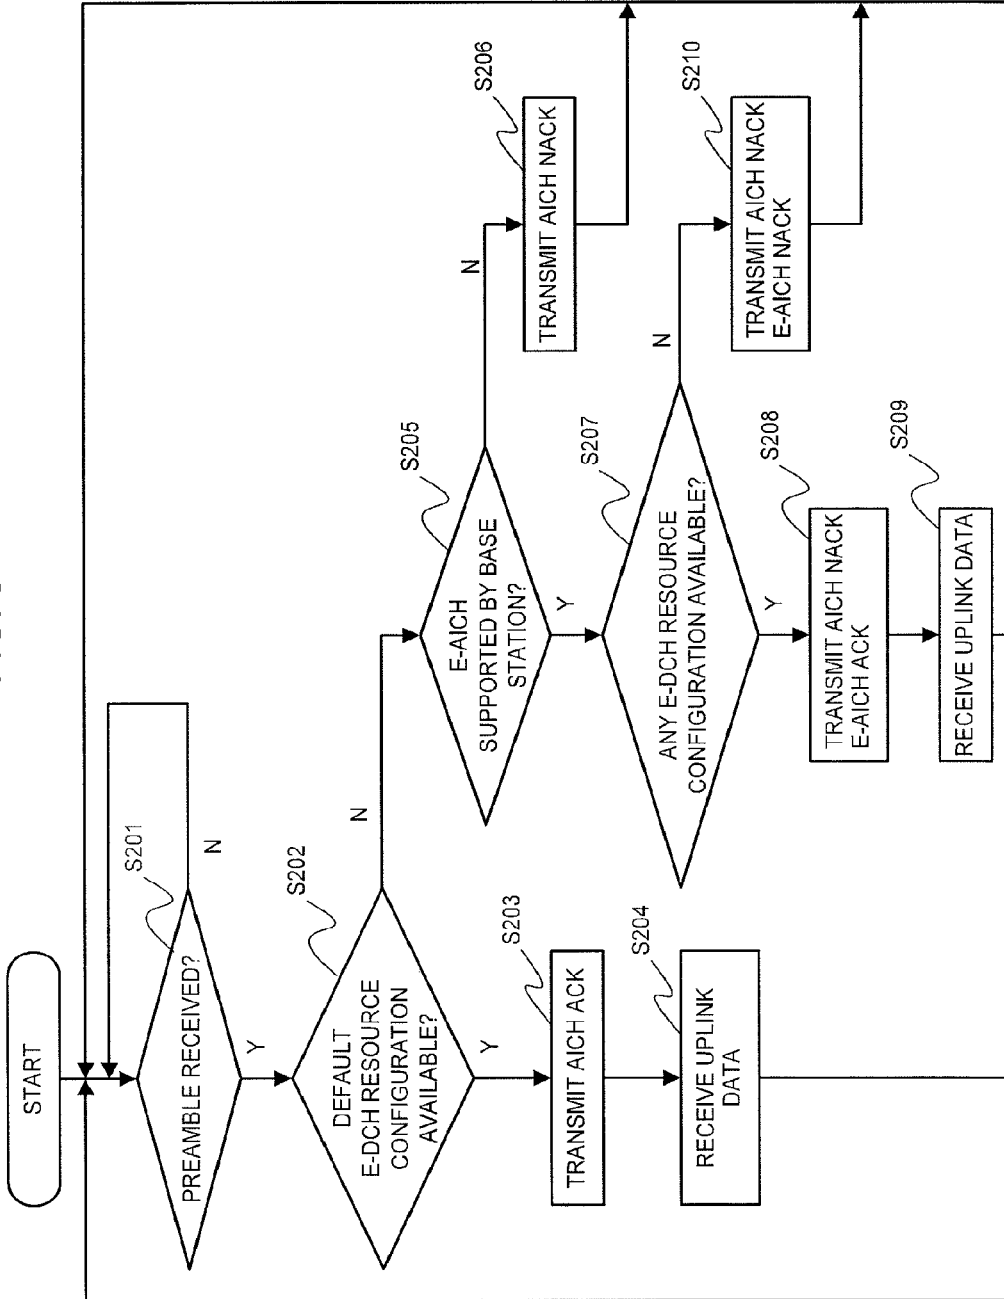 START
S201
PREAMBLE RECEIVED?
N
Y
S202
DEFAULT
E-DCH RESOURCE
CONFIGURATION
AVAILABLE?
N
Y
S203
TRANSMIT AICH ACK
S204
RECEIVE UPLINK
DATA
S205
E-AICH
SUPPORTED BY BASE
STATION?
N
Y
S206
TRANSMIT AICH NACK
S207
ANY E-DCH RESOURCE
CONFIGURATION AVAILABLE?
N
Y
S208
TRANSMIT AICH NACK
E-AICH ACK
S209
RECEIVE UPLINK DATA
S210
TRANSMIT AICH NACK
E-AICH NACK